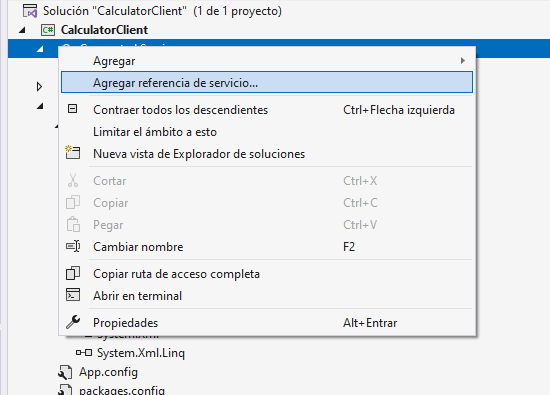 Solución "CalculatorClient" (1 de 1 proyecto)
C# CalculatorClient
Agregar
Agregar referencia de servicio...
Contraer todos los descendientes Ctrl+Flecha izquierda
Limitar el ámbito a esto
Nueva vista de Explorador de soluciones
Cortar Ctrl+X
Copiar Ctrl+C
Pegar Ctrl+V
Cambiar nombre F2
Copiar ruta de acceso completa
Abrir en terminal
Propiedades Alt+Entrar
System.Xml.Linq
App.config
packages.config